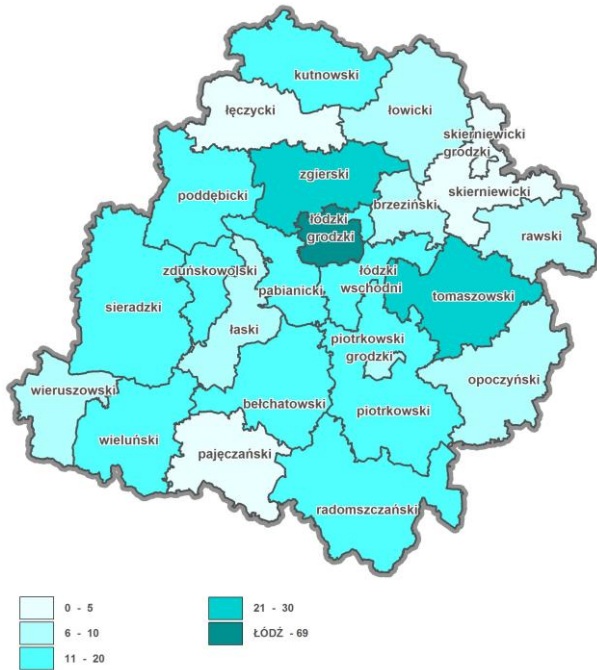 kutnowski
łęczycki
łowicki
skierniewicki
grodzki
zgierski
skierniewicki
poddębicki
brzeziński
łódzki
grodzki
rawski
zduńskowolski
łódzki
wschodni
sieradzki
pabianicki
tomaszowski
łaski
piotrkowski
grodzki
opoczyński
wieruszowski
bełchatowski
piotrkowski
wieluński
pajęczański
radomszczański
0 - 5
6 - 10
11 - 20
21 - 30
ŁÓDŹ - 69